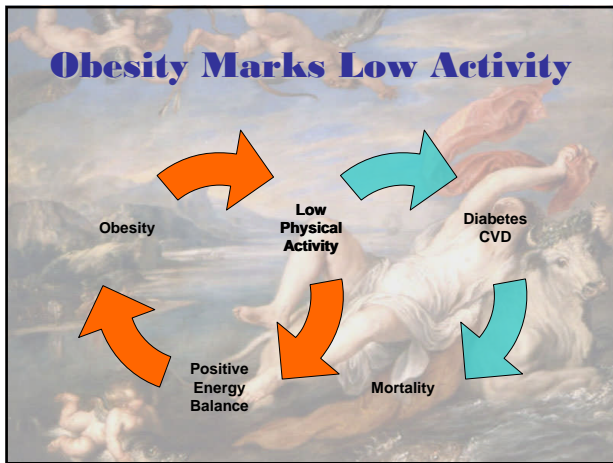 Obesity Marks Low Activity
Obesity
Low
Physical
Activity
Diabetes
CVD
Positive
Energy
Balance
Mortality